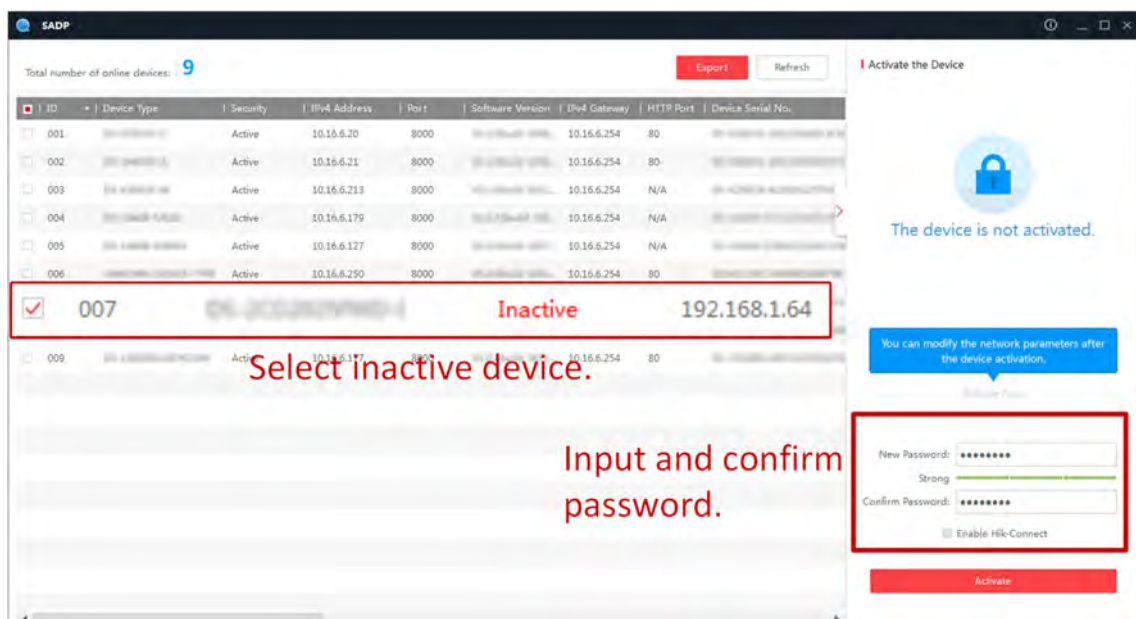 SADP
Total number of online devices: 9
Export
Refresh
ID Device Type Security IPv4 Address Port Software Version IPv4 Gateway HTTP Port Device Serial No.
001 Active 10.16.6.20 8000 10.16.6.254 80
002 Active 10.16.6.21 8000 10.16.6.254 80
003 Active 10.16.6.213 8000 10.16.6.254 N/A
004 Active 10.16.6.179 8000 10.16.6.254 N/A
005 Active 10.16.6.127 8000 10.16.6.254 N/A
006 Active 10.16.6.250 8000 10.16.6.254 80
007 Inactive 192.168.1.64
009 Active 10.16.6.254 80
Select inactive device.
Input and confirm
password.
Activate the Device
The device is not activated.
You can modify the network parameters after
the device activation.
New Password:
Strong
Confirm Password:
Enable Hik-Connect
Activate